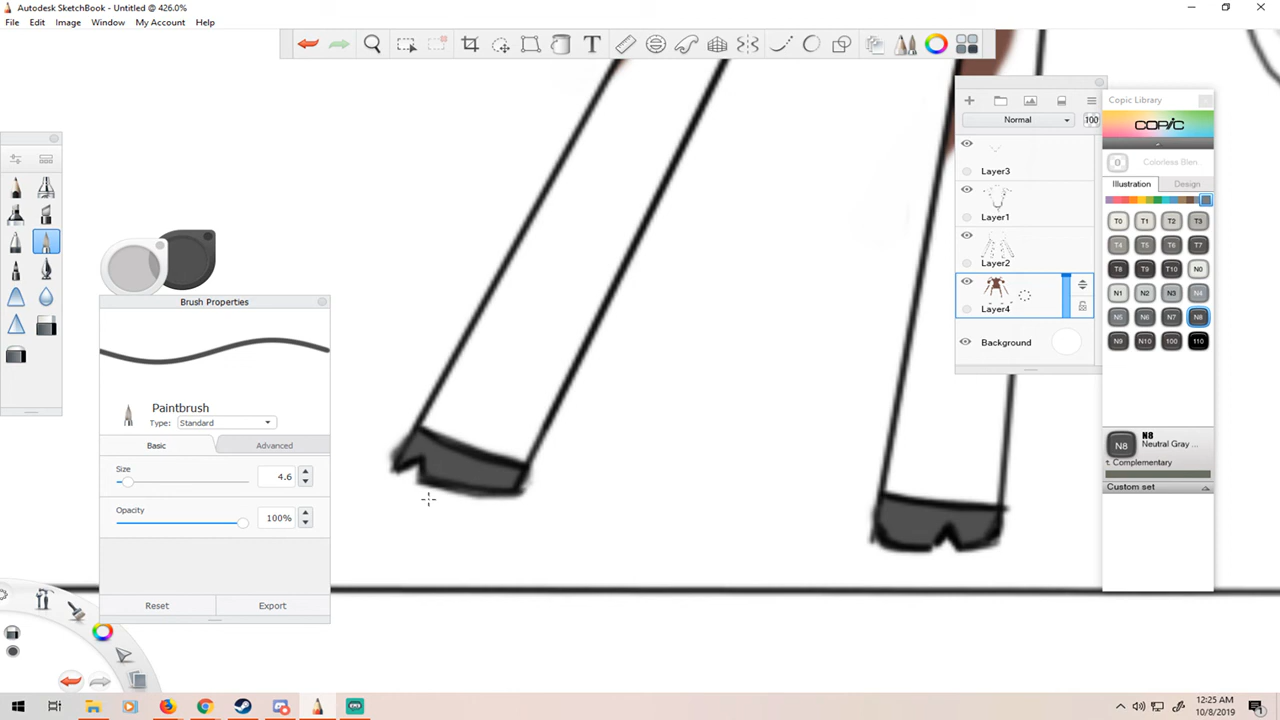 Autodesk SketchBook - Untitled @ 426.0%
File Edit Image Window My Account Help
T
Normal 100
Layer3
Layer1
Layer2
Layer4
Background
Copic Library
COPIC
0 Colorless Blen
Illustration Design
T0 T1 T2 T3
T4 T5 T6 T7
T8 T9 T10 N0
N1 N2 N3 N4
N5 N6 N7 N8
N9 N10 100 110
N8
N8 Neutral Gray ...
t. Complementary
Custom set
Brush Properties
Paintbrush
Type: Standard
Basic Advanced
Size
4.6
Opacity
100%
Reset Export
12:25 AM
10/8/2019
1